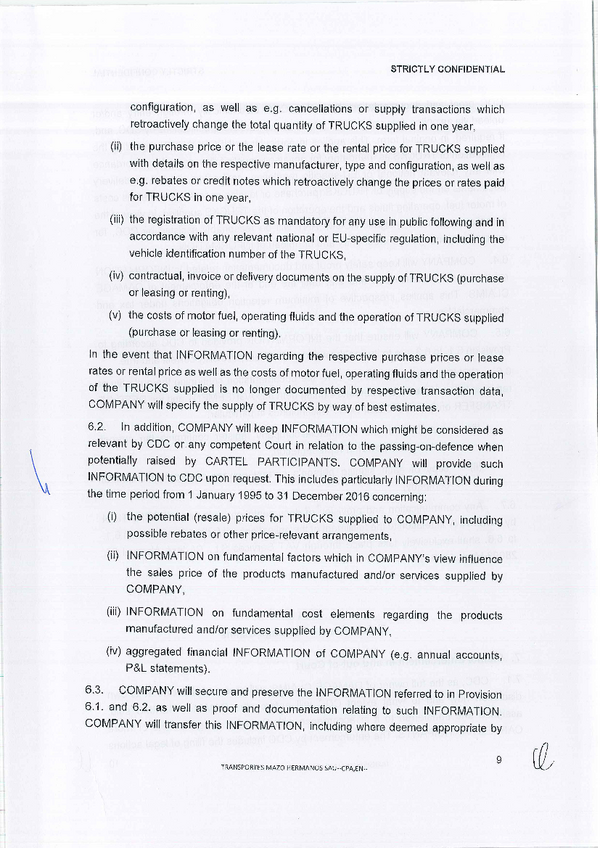 STRICTLY CONFIDENTIAL
configuration, as well as e.g. cancellations or supply transactions which
retroactively change the total quantity of TRUCKS supplied in one year,
(ii) the purchase price or the lease rate or the rental price for TRUCKS supplied
with details on the respective manufacturer, type and configuration, as well as
e.g. rebates or credit notes which retroactively change the prices or rates paid
for TRUCKS in one year,
(iii) the registration of TRUCKS as mandatory for any use in public following and in
accordance with any relevant national or EU-specific regulation, including the
vehicle identification number of the TRUCKS,
(iv) contractual, invoice or delivery documents on the supply of TRUCKS (purchase
or leasing or renting),
(v) the costs of motor fuel, operating fluids and the operation of TRUCKS supplied
(purchase or leasing or renting).
In the event that INFORMATION regarding the respective purchase prices or lease
rates or rental price as well as the costs of motor fuel, operating fluids and the operation
of the TRUCKS supplied is no longer documented by respective transaction data,
COMPANY will specify the supply of TRUCKS by way of best estimates.
6.2. In addition, COMPANY will keep INFORMATION which might be considered as
relevant by CDC or any competent Court in relation to the passing-on-defence when
potentially raised by CARTEL PARTICIPANTS. COMPANY will provide such
INFORMATION to CDC upon request. This includes particularly INFORMATION during
the time period from 1 January 1995 to 31 December 2016 concerning:
(i) the potential (resale) prices for TRUCKS supplied to COMPANY, including
possible rebates or other price-relevant arrangements,
(ii) INFORMATION on fundamental factors which in COMPANY's view influence
the sales price of the products manufactured and/or services supplied by
COMPANY,
(iii) INFORMATION on fundamental cost elements regarding the products
manufactured and/or services supplied by COMPANY,
(iv) aggregated financial INFORMATION of COMPANY (e.g. annual accounts,
P&L statements).
6.3. COMPANY will secure and preserve the INFORMATION referred to in Provision
6.1. and 6.2. as well as proof and documentation relating to such INFORMATION.
COMPANY will transfer this INFORMATION, including where deemed appropriate by
9
TRANSPORTES MAZO HERMANOS SAU--CPA,EN--